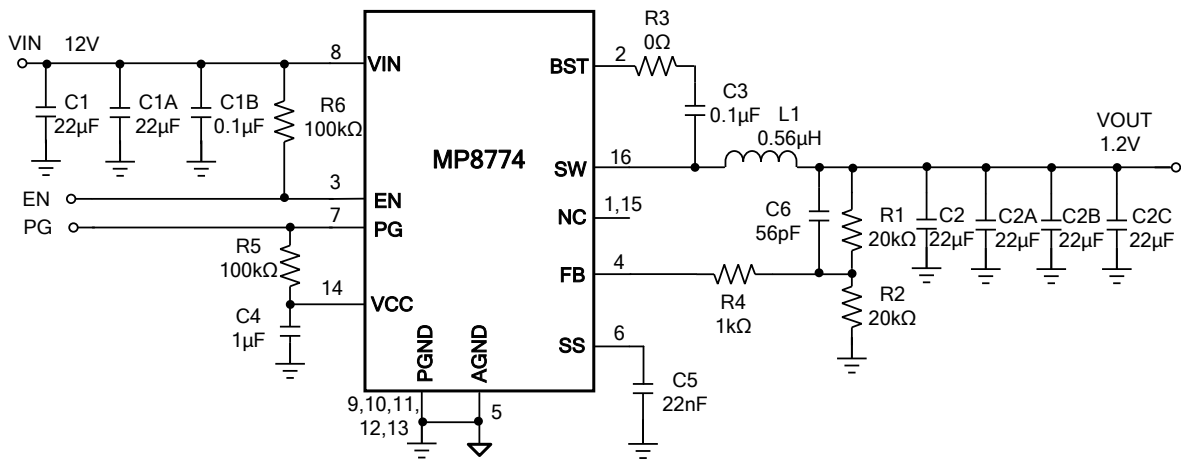 VIN 12V
8
VIN
C1
22µF
C1A
22µF
C1B
0.1µF
R6
100kΩ
EN
3
EN
PG
7
PG
R5
100kΩ
14
VCC
C4
1µF
MP8774
PGND
AGND
9,10,11,
12,13
5
BST
2
R3
0Ω
C3
0.1µF
L1
0.56µH
SW
16
NC
1,15
FB
4
R4
1kΩ
C6
56pF
R1
20kΩ
R2
20kΩ
SS
6
C5
22nF
VOUT
1.2V
C2
22µF
C2A
22µF
C2B
22µF
C2C
22µF